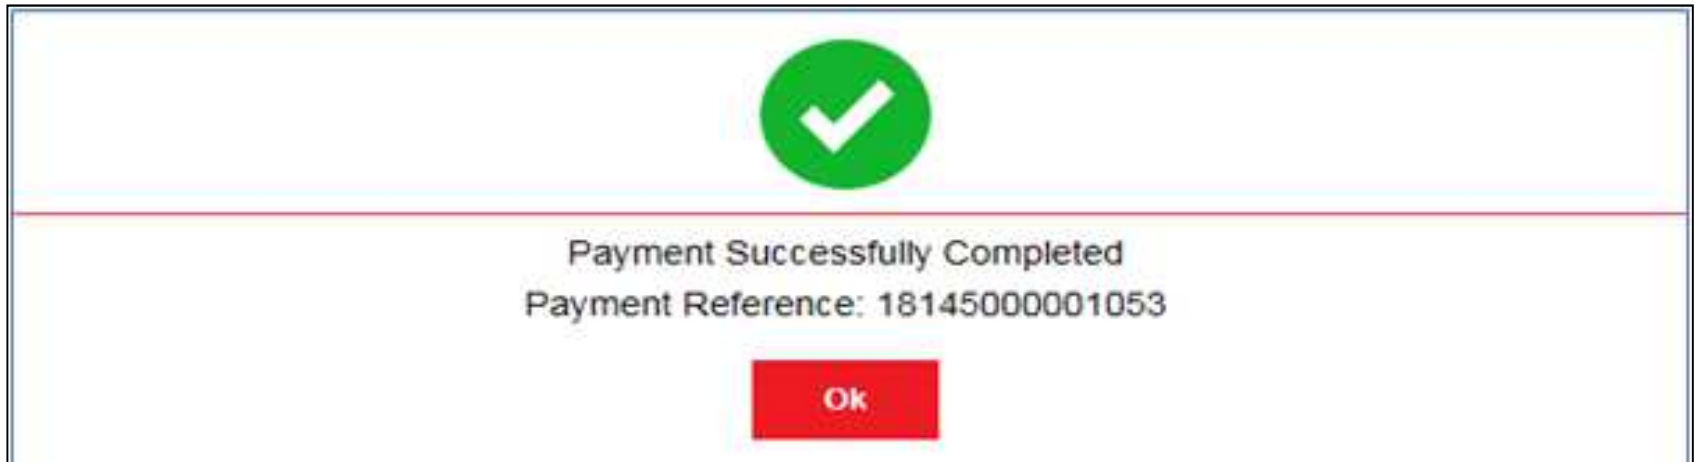 Payment Successfully Completed
Payment Reference: 18145000001053
Ok